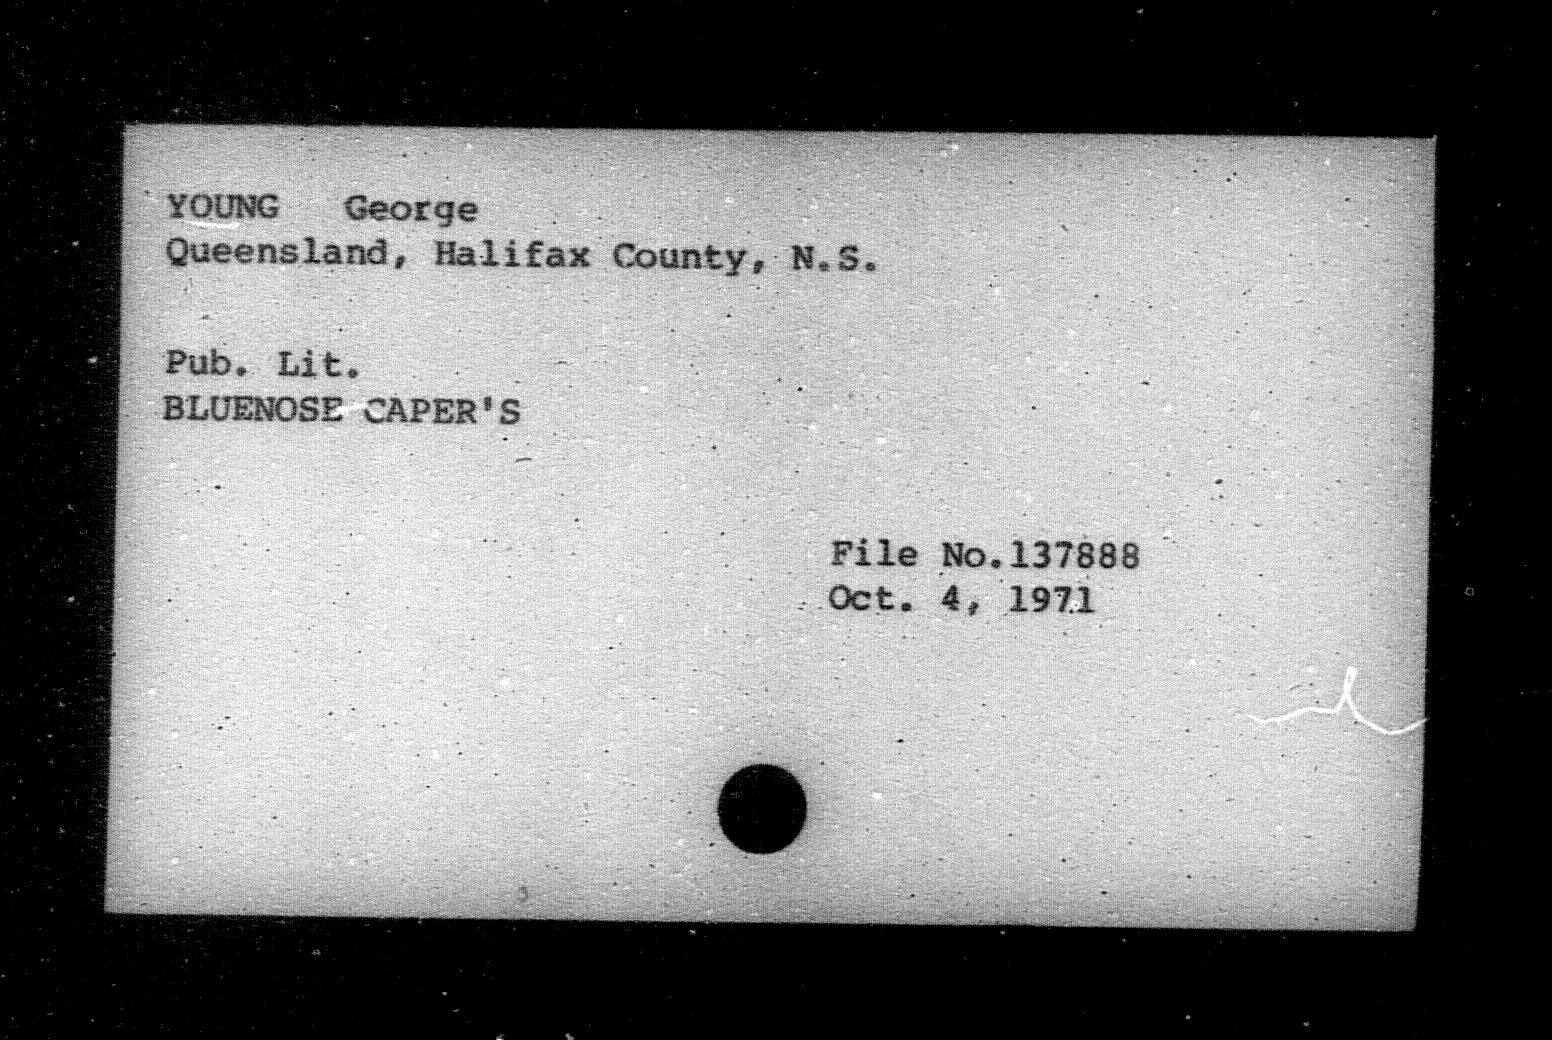 YOUNG George
Queensland, Halifax County, N.S.
Pub. Lit.
BLUENOSE CAPER'S
File No.137888
Oct. 4, 1971